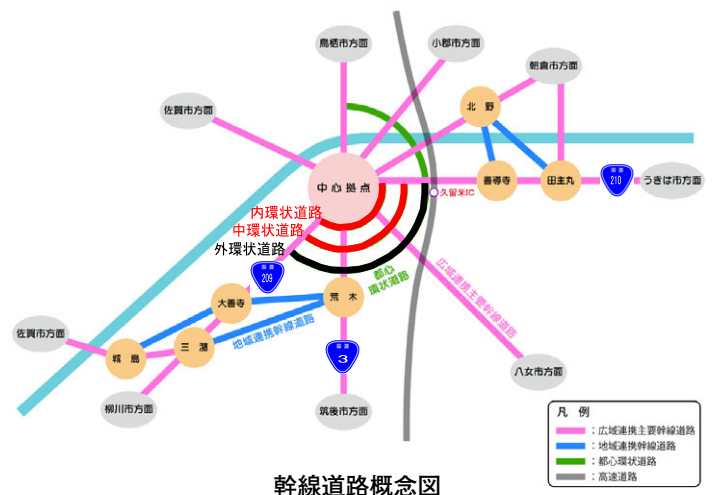 鳥栖市方面
小郡市方面
朝倉市方面
佐賀市方面
北野
中心拠点
善導寺
田主丸
国道
210
うきは市方面
久留米IC
内環状道路
中環状道路
外環状道路
都心
環状道路
広域連携主要幹線道路
国道
209
大善寺
荒木
地域連携幹線道路
佐賀市方面
城島
三潴
国道
3
八女市方面
柳川市方面
筑後市方面
凡例
：広域連携主要幹線道路
：地域連携幹線道路
：都心環状道路
：高速道路
幹線道路概念図